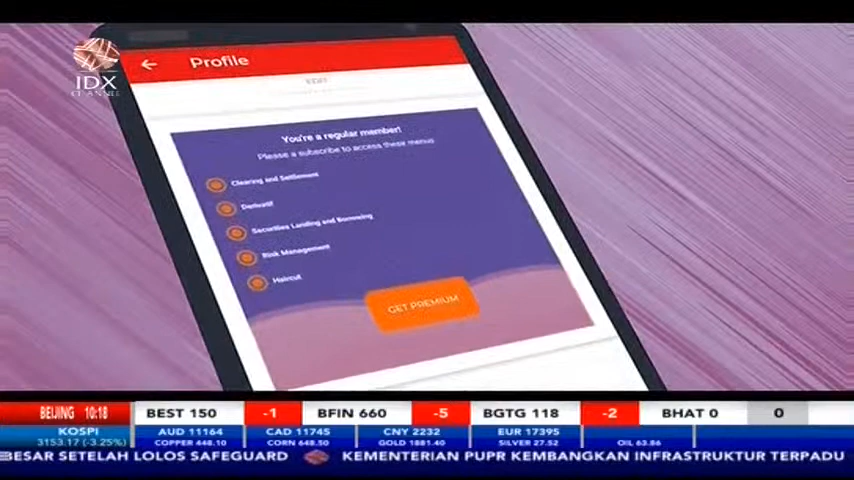 IDX
CHANNEL
Profile
EDIT
You're a regular member!
Please a subscribe to access these menus
Clearing and Settlement
Derivatif
Securities Landing and Borrowing
Risk Management
Haircut
GET PREMIUM
BEIJING 10:18
BEST 150 -1 BFIN 660 -5 BGTG 118 -2 BHAT 0 0
KOSPI
3153.17 (-3.25%)
AUD 11164 CAD 11745 CNY 2232 EUR 17395
COPPER 448.10 CORN 648.50 GOLD 1881.40 SILVER 27.52 OIL 63.86
BESAR SETELAH LOLOS SAFEGUARD KEMENTERIAN PUPR KEMBANGKAN INFRASTRUKTUR TERPADU